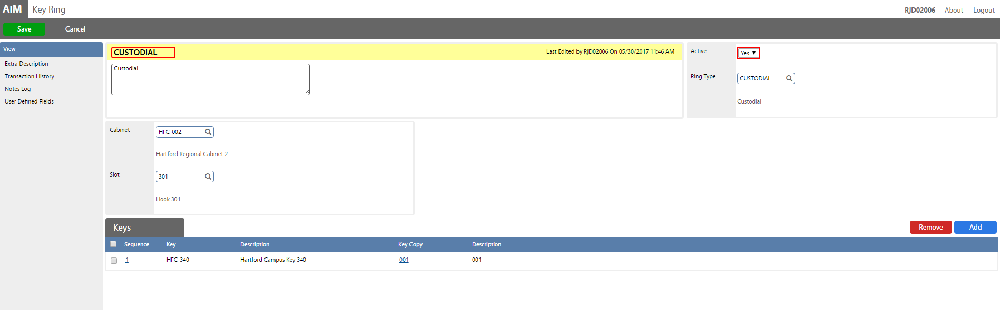 AiM Key Ring RJD02006 About Logout
Save Cancel
View
Extra Description
Transaction History
Notes Log
User Defined Fields
CUSTODIAL Last Edited by RJD02006 On 05/30/2017 11:46 AM
Custodial
Active Yes
Ring Type CUSTODIAL
Custodial
Cabinet HFC-002
Hartford Regional Cabinet 2
Slot 301
Hook 301
Keys Remove Add
Sequence Key Description Key Copy Description
1 HFC-340 Hartford Campus Key 340 001 001